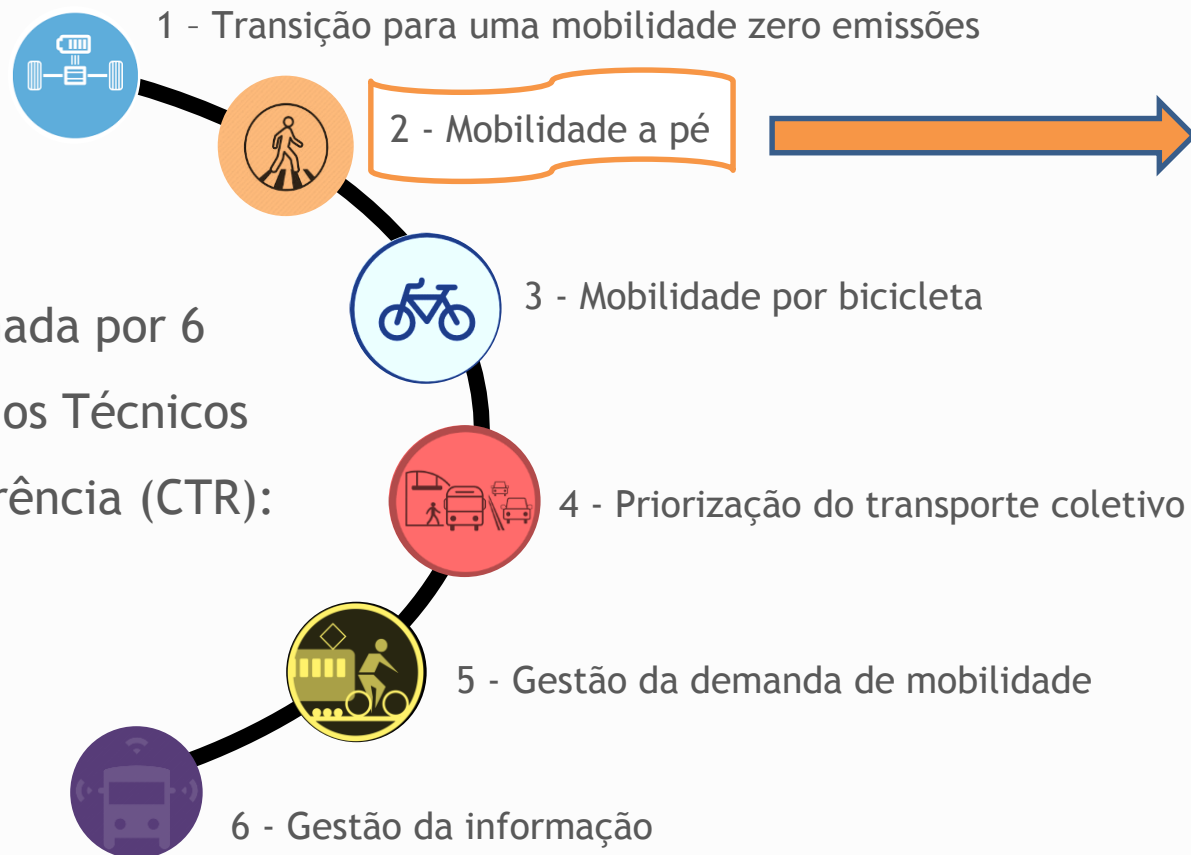 1 – Transição para uma mobilidade zero emissões
2 - Mobilidade a pé
3 - Mobilidade por bicicleta
ada por 6
os Técnicos
rência (CTR):
4 - Priorização do transporte coletivo
5 - Gestão da demanda de mobilidade
6 - Gestão da informação